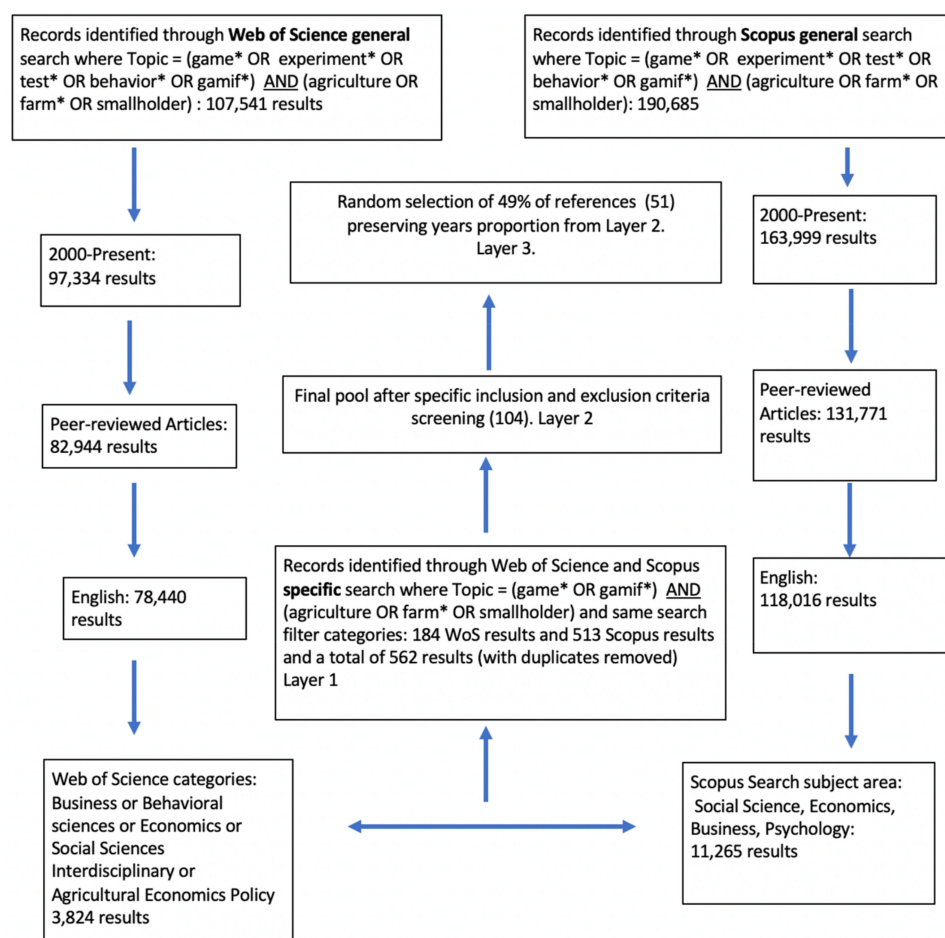 Records identified through Web of Science general
search where Topic = (game* OR experiment* OR
test* OR behavior* OR gamif*) AND (agriculture OR
farm* OR smallholder) : 107,541 results
Records identified through Scopus general search
where Topic = (game* OR experiment* OR test* OR
behavior* OR gamif*) AND (agriculture OR farm* OR
smallholder): 190,685
Random selection of 49% of references (51)
preserving years proportion from Layer 2.
Layer 3.
2000-Present:
97,334 results
2000-Present:
163,999 results
Final pool after specific inclusion and exclusion criteria
screening (104). Layer 2
Peer-reviewed Articles:
82,944 results
Peer-reviewed
Articles: 131,771
results
Records identified through Web of Science and Scopus
specific search where Topic = (game* OR gamif*) AND
(agriculture OR farm* OR smallholder) and same search
filter categories: 184 WoS results and 513 Scopus results
and a total of 562 results (with duplicates removed)
Layer 1
English: 78,440
results
English:
118,016 results
Web of Science categories:
Business or Behavioral
sciences or Economics or
Social Sciences
Interdisciplinary or
Agricultural Economics Policy
3,824 results
Scopus Search subject area:
Social Science, Economics,
Business, Psychology:
11,265 results